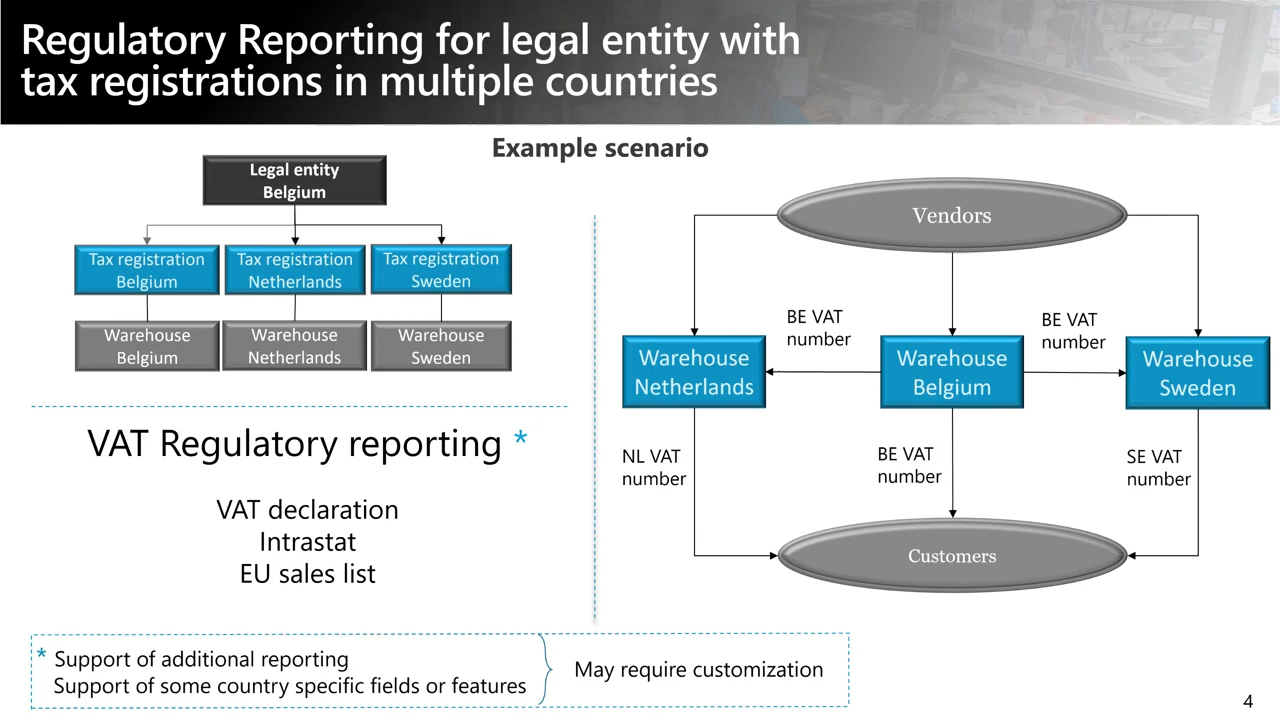 Regulatory Reporting for legal entity with
tax registrations in multiple countries
Example scenario
Legal entity
Belgium
Tax registration
Belgium
Tax registration
Netherlands
Tax registration
Sweden
Warehouse
Belgium
Warehouse
Netherlands
Warehouse
Sweden
VAT Regulatory reporting *
VAT declaration
Intrastat
EU sales list
Vendors
BE VAT
number
BE VAT
number
Warehouse
Netherlands
Warehouse
Belgium
Warehouse
Sweden
NL VAT
number
BE VAT
number
SE VAT
number
Customers
* Support of additional reporting
Support of some country specific fields or features
May require customization
4